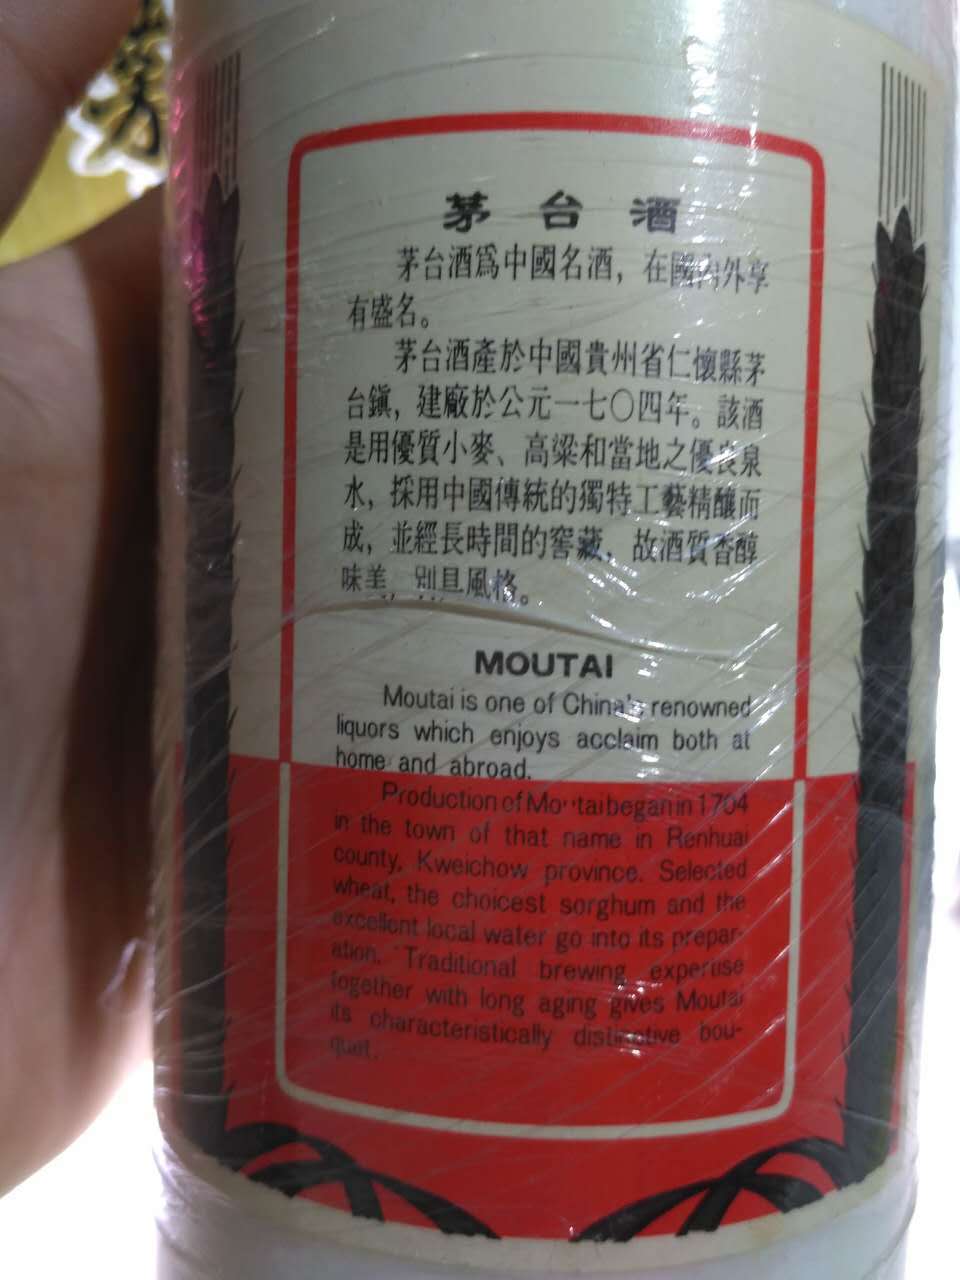 茅台酒
茅台酒爲中國名酒，在國内外享
有盛名。
茅台酒產於中國貴州省仁懷縣茅
台鎭，建廠於公元一七〇四年。該酒
是用優質小麥、高粱和當地之優良泉
水，採用中國傳統的獨特工藝精釀而
成，並經長時間的窖藏，故酒質香醇
味美 别具風格。
MOUTAI
Moutai is one of China's renowned
liquors which enjoys acclaim both at
home and abroad.
Production of Moutai began in 1704
in the town of that name in Renhuai
county, Kweichow province. Selected
wheat, the choicest sorghum and the
excellent local water go into its prepar-
ation. Traditional brewing expertise
together with long aging gives Moutai
its characteristically distinctive bou-
quet.